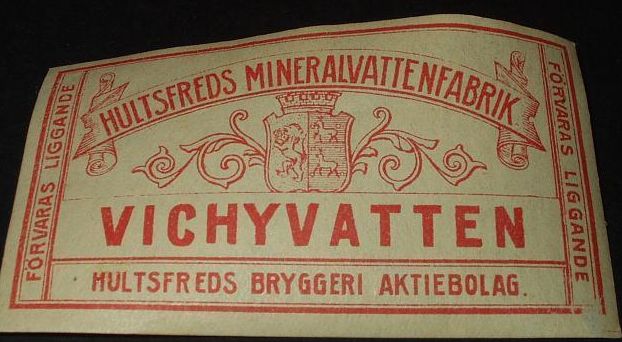 HULTSFREDS MINERALVATTENFABRIK
FÖRVARAS LIGGANDE
FÖRVARAS LIGGANDE
VICHYVATTEN
HULTSFREDS BRYGGERI AKTIEBOLAG.